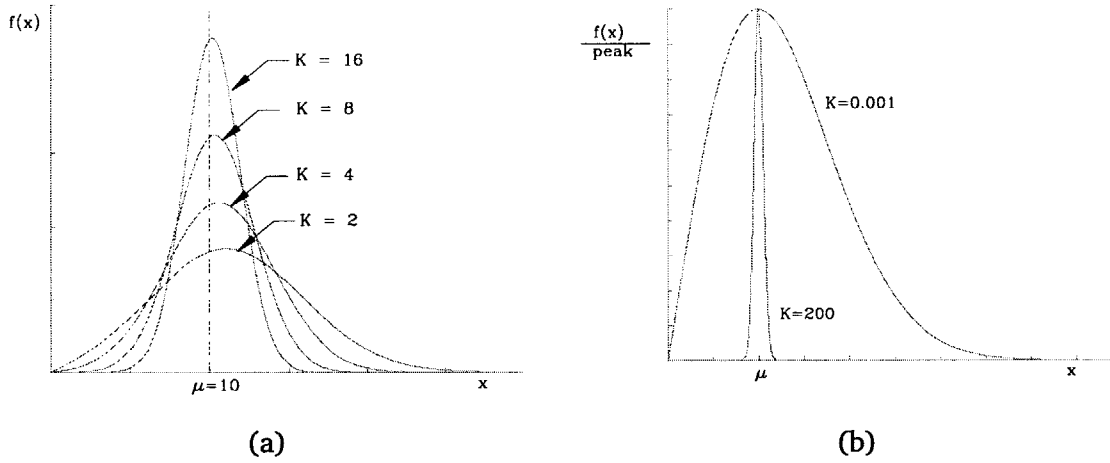 f(x)
K = 16
K = 8
K = 4
K = 2
μ=10
x
(a)
f(x)
peak
K=0.001
K=200
μ
x
(b)